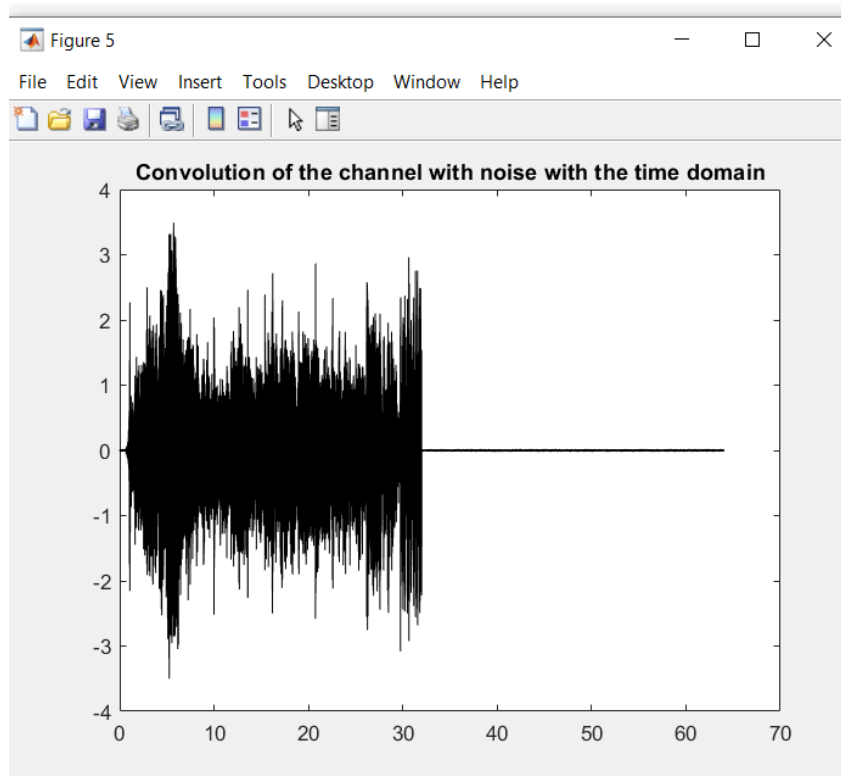 Figure 5
File Edit View Insert Tools Desktop Window Help
Convolution of the channel with noise with the time domain
4
3
2
1
0
-1
-2
-3
-4
0 10 20 30 40 50 60 70